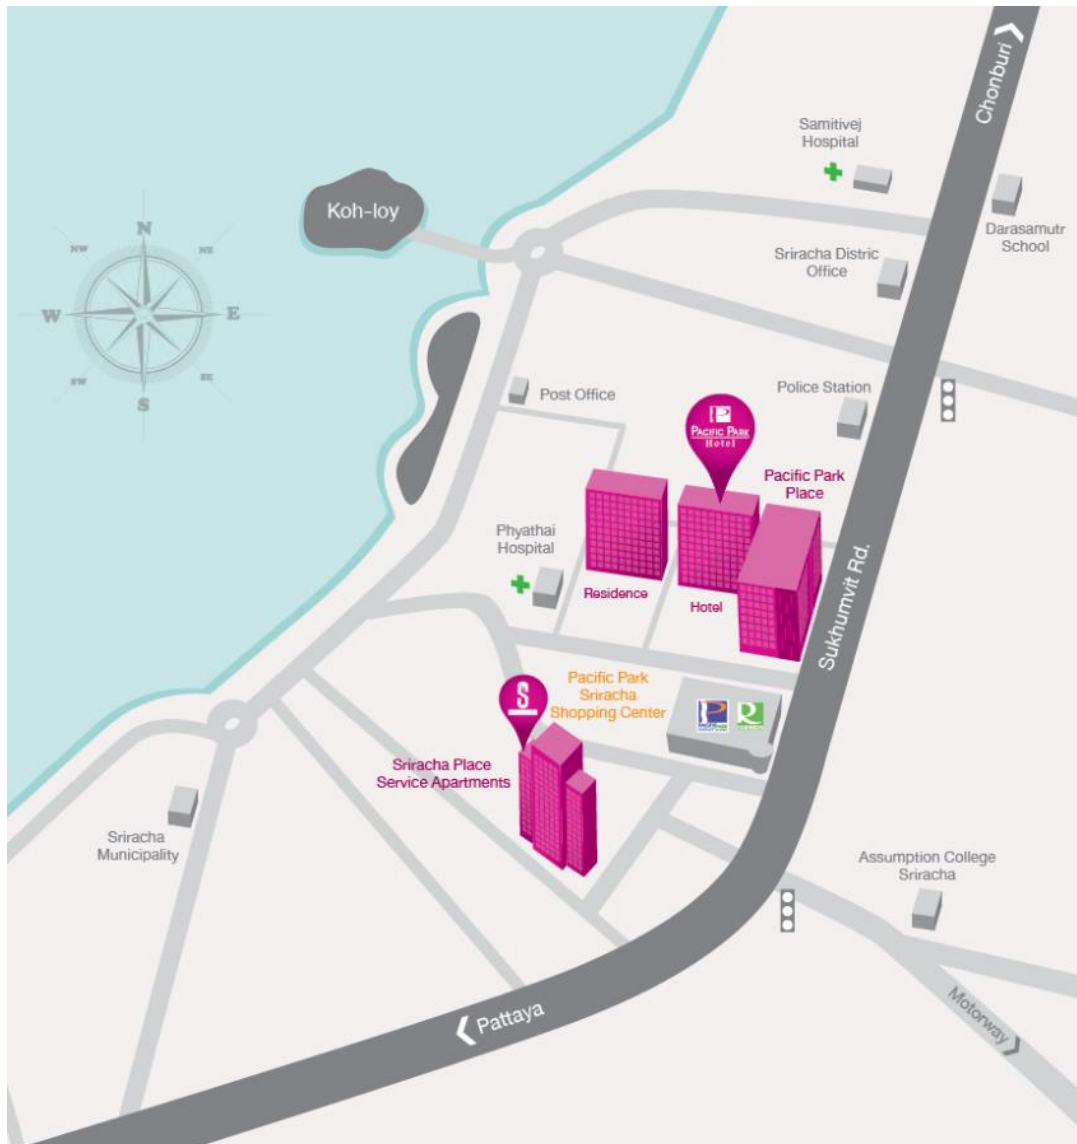 Chonburi
Samitivej
Hospital
Koh-loy
Darasamutr
School
Sriracha Distric
Office
N
NW
NE
W
E
SW
SE
S
Post Office
Police Station
P
PACIFIC PARK
Hotel
Pacific Park
Place
Phyathai
Hospital
Residence
Hotel
Sukhumvit Rd.
Pacific Park
Sriracha
Shopping Center
S
Sriracha Place
Service Apartments
Sriracha
Municipality
Assumption College
Sriracha
Motorway
Pattaya